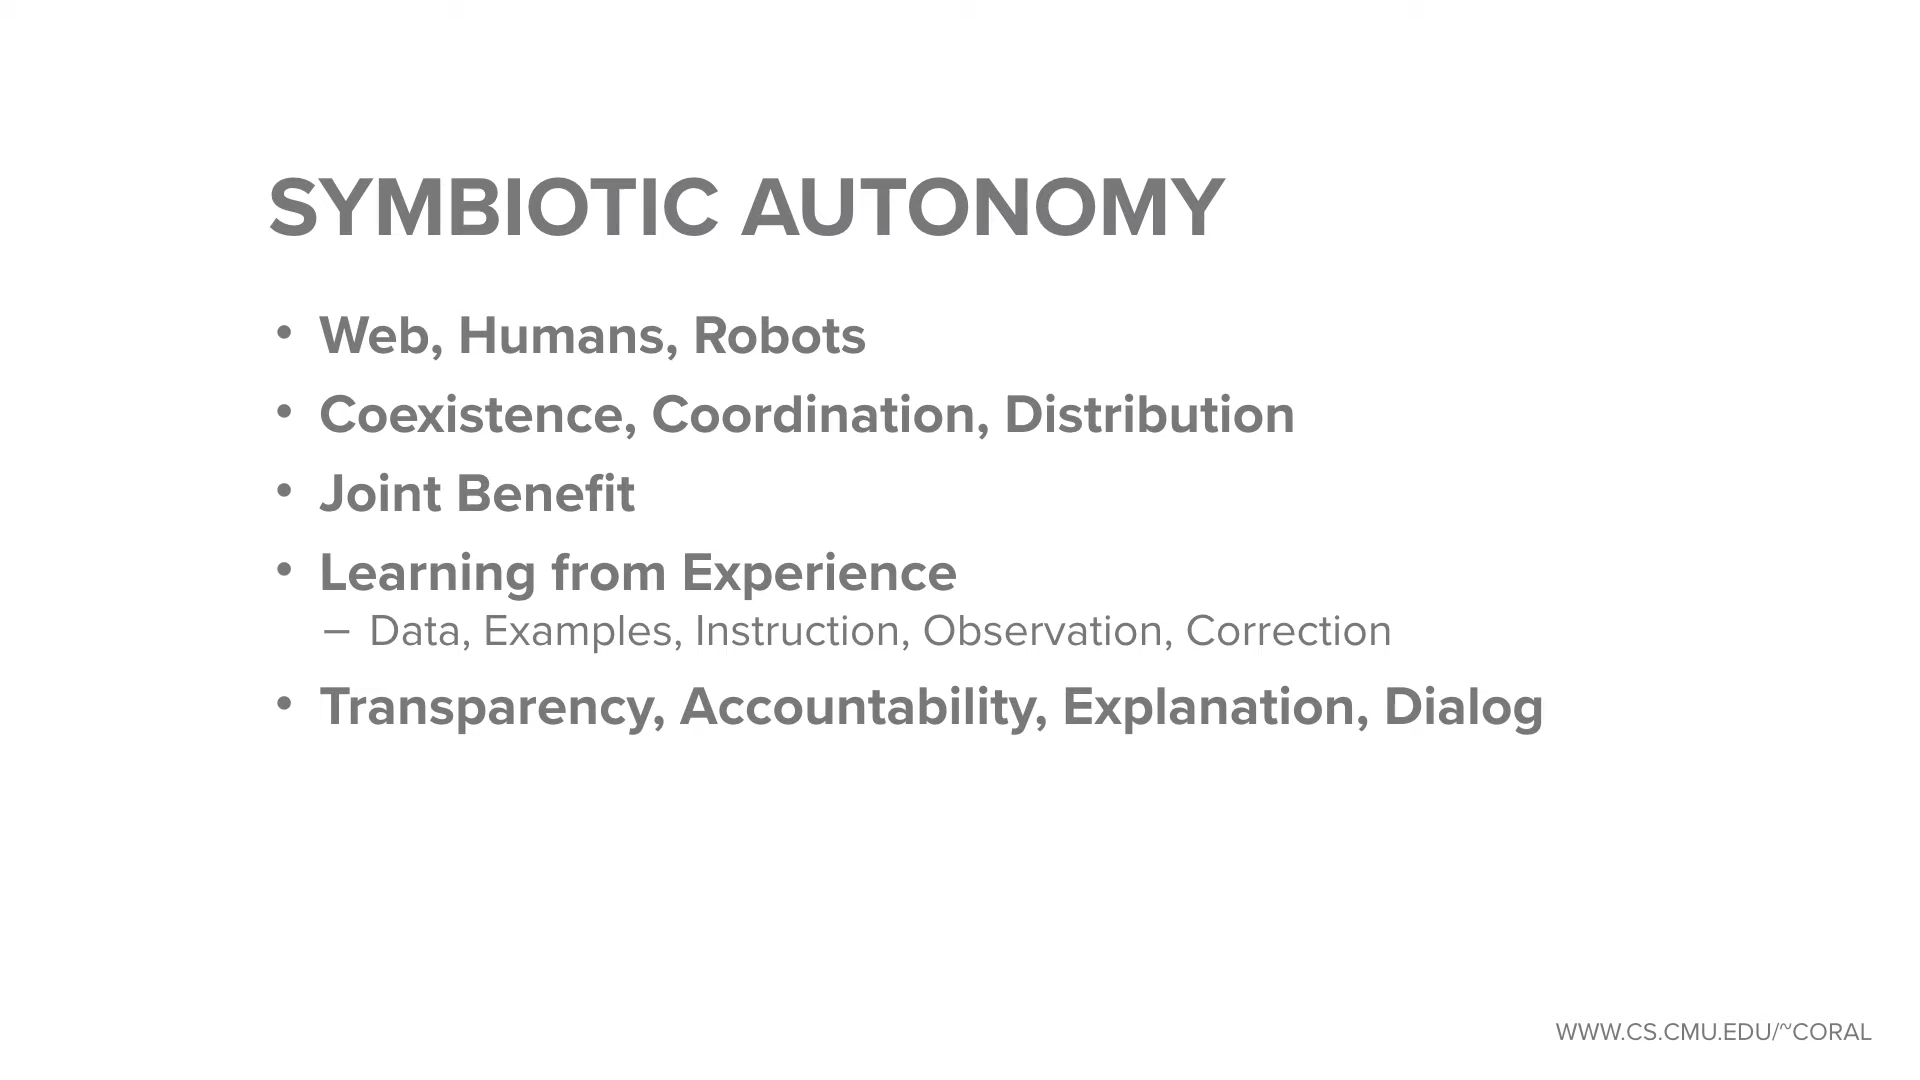 SYMBIOTIC AUTONOMY
• Web, Humans, Robots
• Coexistence, Coordination, Distribution
• Joint Benefit
• Learning from Experience
– Data, Examples, Instruction, Observation, Correction
• Transparency, Accountability, Explanation, Dialog
WWW.CS.CMU.EDU/~CORAL